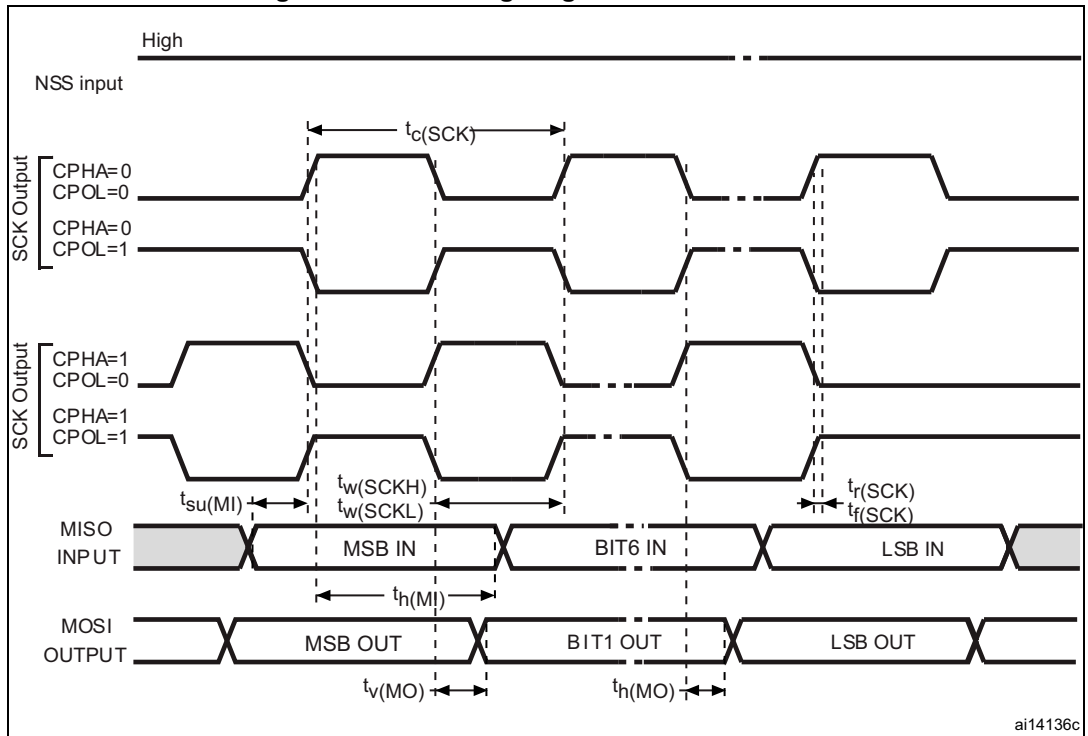 High
NSS input
tc(SCK)
SCK Output
CPHA=0
CPOL=0
CPHA=0
CPOL=1
SCK Output
CPHA=1
CPOL=0
CPHA=1
CPOL=1
tsu(MI)
tw(SCKH)
tw(SCKL)
tr(SCK)
tf(SCK)
MISO
INPUT
MSB IN
BIT6 IN
LSB IN
th(MI)
MOSI
OUTPUT
MSB OUT
BIT1 OUT
LSB OUT
tv(MO)
th(MO)
ai14136c